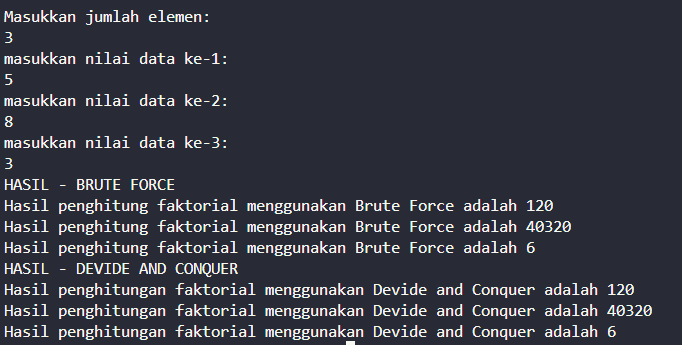 Masukkan jumlah elemen:
3
masukkan nilai data ke-1:
5
masukkan nilai data ke-2:
8
masukkan nilai data ke-3:
3
HASIL - BRUTE FORCE
Hasil penghitung faktorial menggunakan Brute Force adalah 120
Hasil penghitung faktorial menggunakan Brute Force adalah 40320
Hasil penghitung faktorial menggunakan Brute Force adalah 6
HASIL - DEVIDE AND CONQUER
Hasil penghitungan faktorial menggunakan Devide and Conquer adalah 120
Hasil penghitungan faktorial menggunakan Devide and Conquer adalah 40320
Hasil penghitungan faktorial menggunakan Devide and Conquer adalah 6